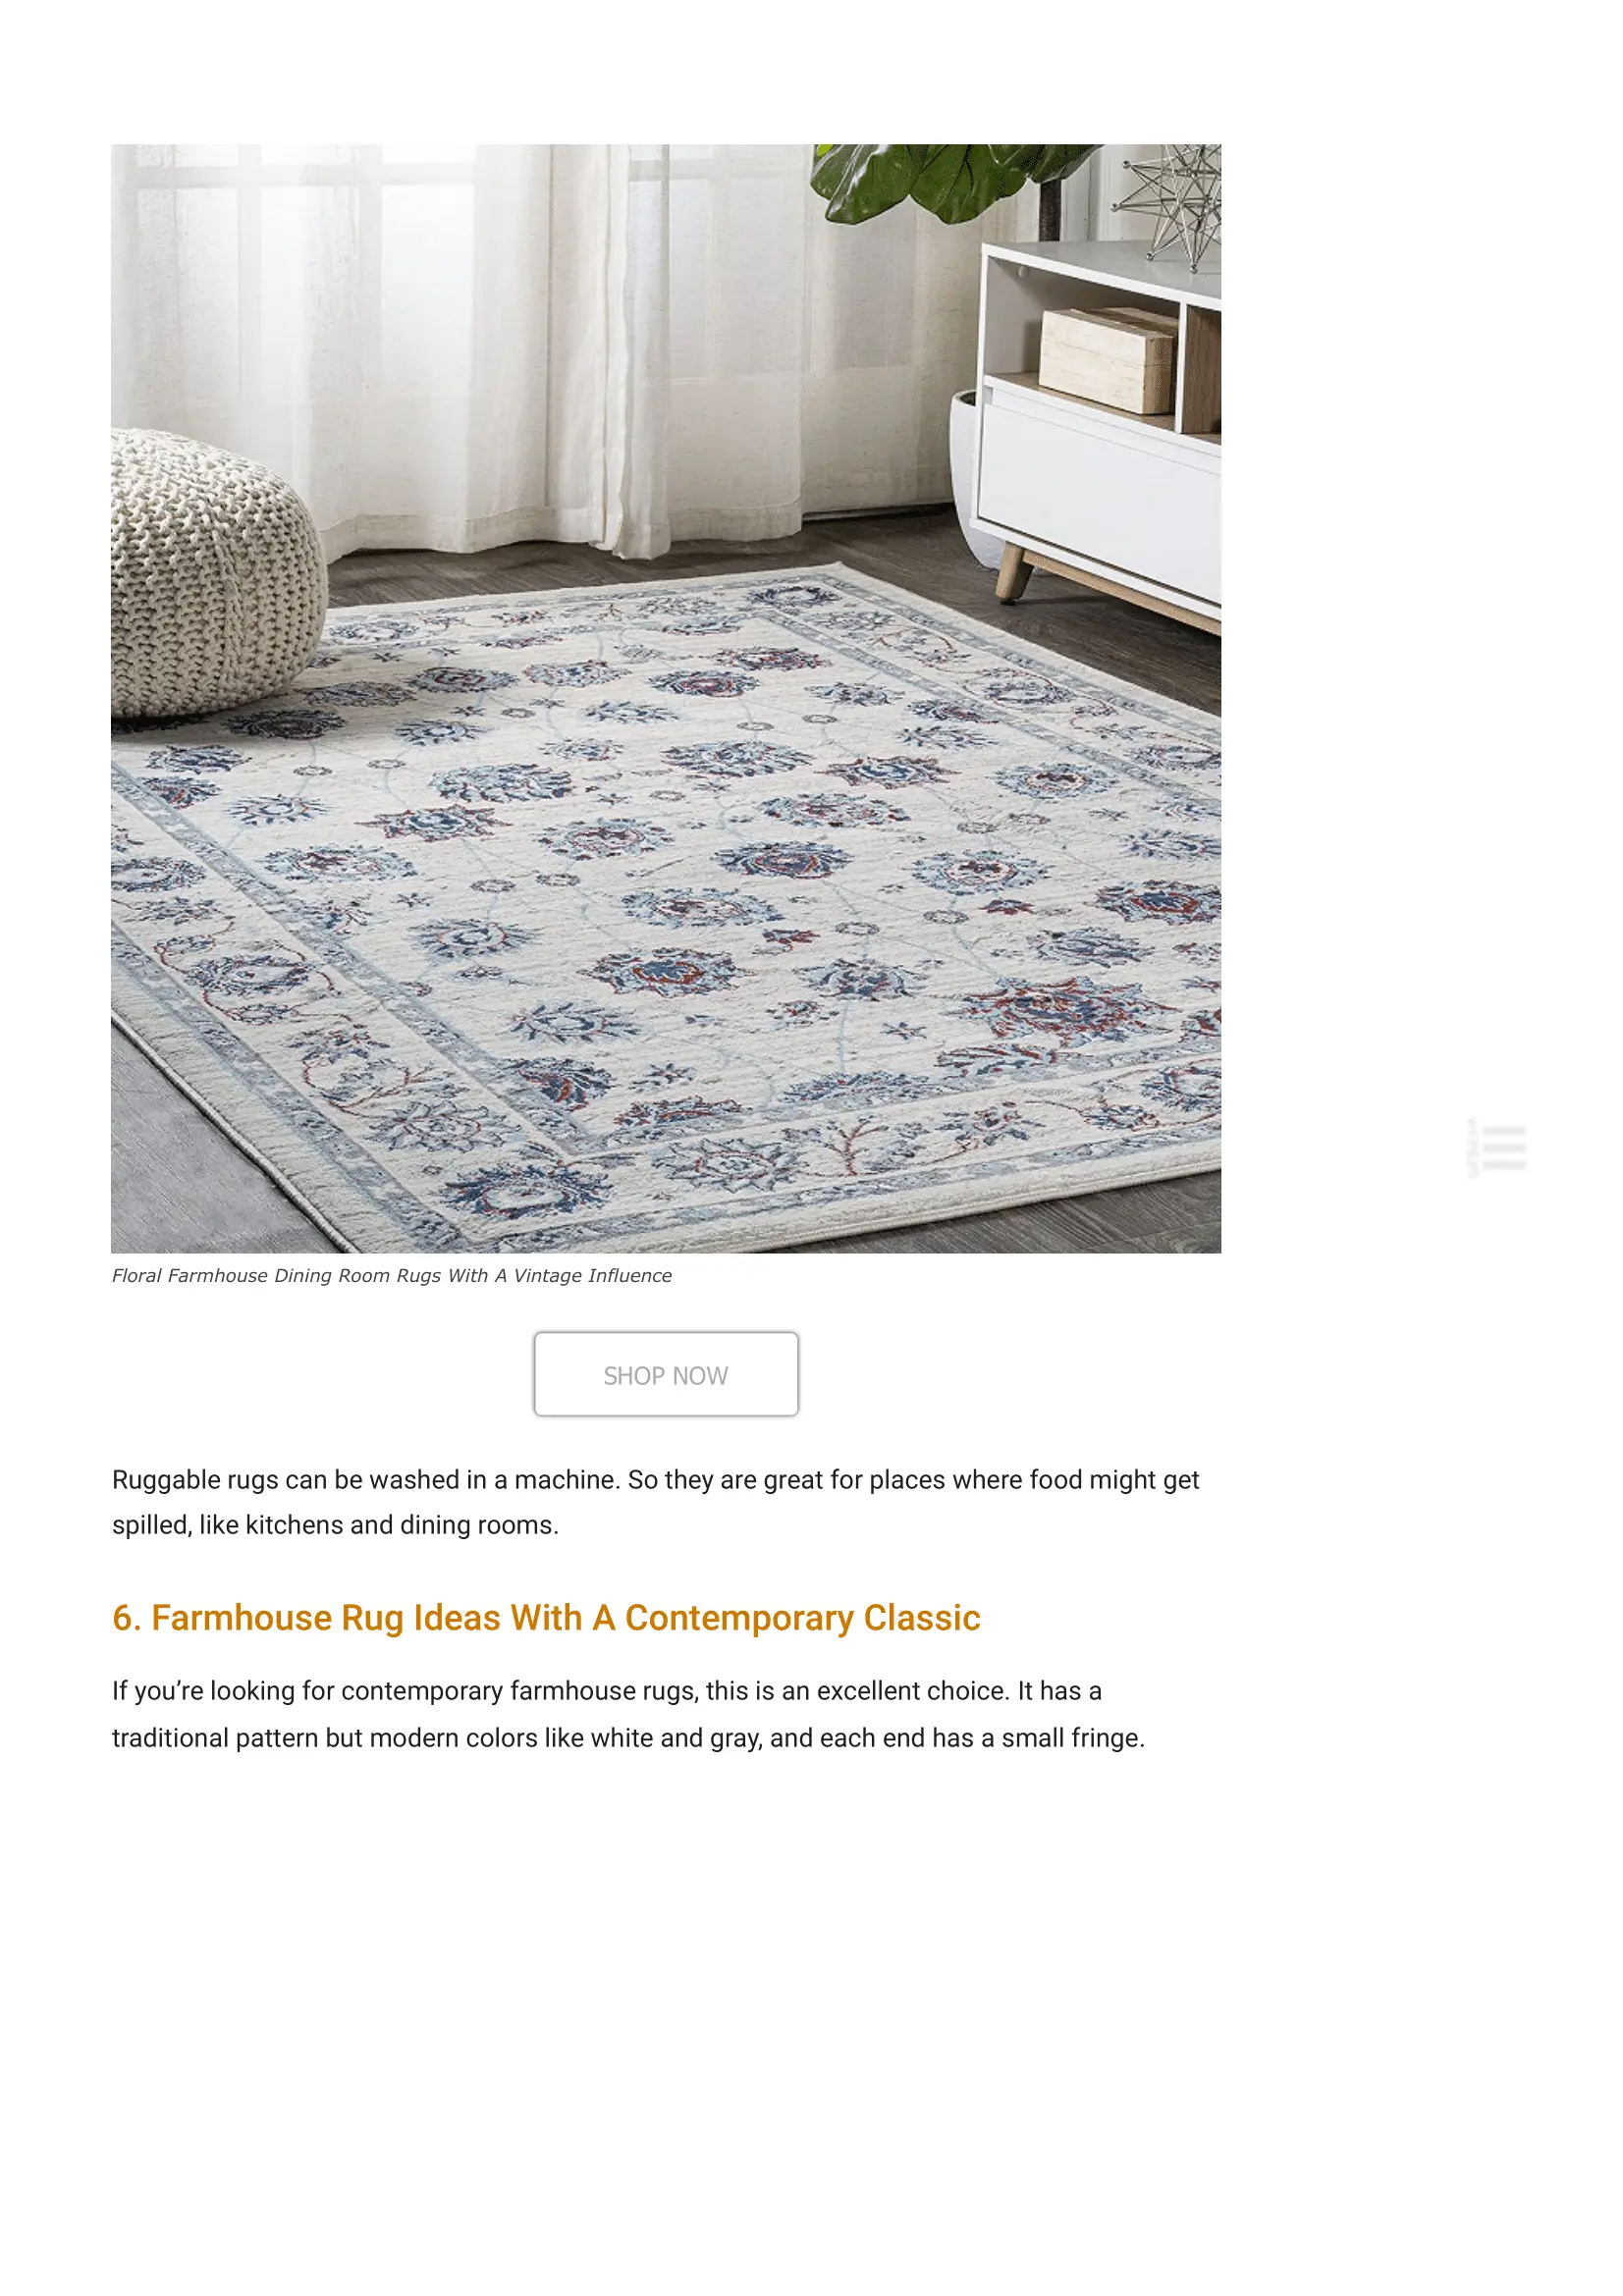 Floral Farmhouse Dining Room Rugs With A Vintage Influence
SHOP NOW
Ruggable rugs can be washed in a machine. So they are great for places where food might get
spilled, like kitchens and dining rooms.
6. Farmhouse Rug Ideas With A Contemporary Classic
If you’re looking for contemporary farmhouse rugs, this is an excellent choice. It has a
traditional pattern but modern colors like white and gray, and each end has a small fringe.